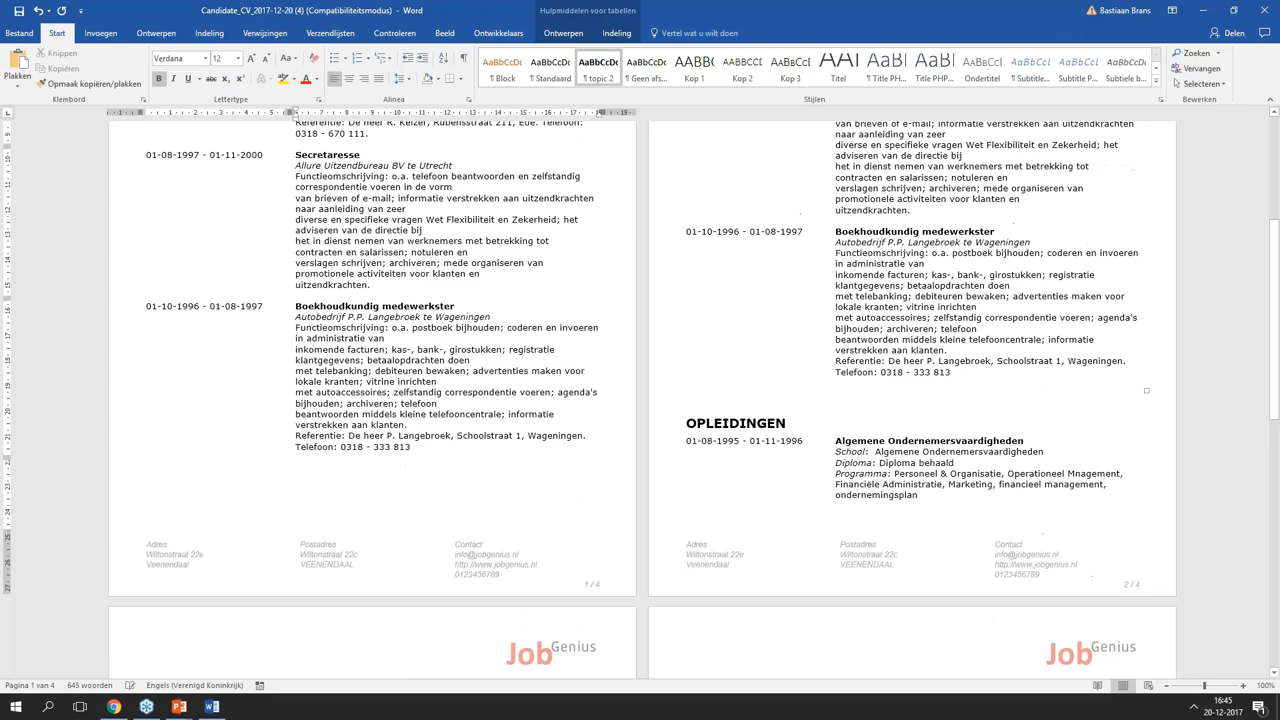 Candidate_CV_2017-12-20 (4) - Word
Hulpmiddelen voor tabellen
Bastiaan Br...
Bestand Start Invoegen Ontwerpen Indeling Verwijzingen Verzendlijsten Controleren Beeld Ontwikkelaars Ontwerpen Indeling Vertel wat u wilt doen
Plakken
Knippen
Kopiëren
Opmaak kopiëren/plakken
Klembord
Verdana 12
Lettertype
Alinea
¶ Block ¶ Standaard ¶ topic 2 ¶ Geen afs... Kop 1 Kop 2 Kop 3 Titel ¶ Title PH... Title PHP... Ondertitel ¶ Subtitle... Subtitle P... Subtiele b...
Stijlen
Zoeken
Vervangen
Selecteren
Bewerken
Referentie: De heer R. Keizer, Rubensstraat 211, Ede. Telefoon:
0318 - 670 111.
01-08-1997 - 01-11-2000 Secretaresse
Allure Uitzendbureau BV te Utrecht
Functieomschrijving: o.a. telefoon beantwoorden en zelfstandig
correspondentie voeren in de vorm
van brieven of e-mail; informatie verstrekken aan uitzendkrachten
naar aanleiding van zeer
diverse en specifieke vragen Wet Flexibiliteit en Zekerheid; het
adviseren van de directie bij
het in dienst nemen van werknemers met betrekking tot
contracten en salarissen; notuleren en
verslagen schrijven; archiveren; mede organiseren van
promotionele activiteiten voor klanten en
uitzendkrachten.
01-10-1996 - 01-08-1997 Boekhoudkundig medewerkster
Autobedrijf P.P. Langebroek te Wageningen
Functieomschrijving: o.a. postboek bijhouden; coderen en invoeren
in administratie van
inkomende facturen; kas-, bank-, girostukken; registratie
klantgegevens; betaalopdrachten doen
met telebanking; debiteuren bewaken; advertenties maken voor
lokale kranten; vitrine inrichten
met autoaccessoires; zelfstandig correspondentie voeren; agenda's
bijhouden; archiveren; telefoon
beantwoorden middels kleine telefooncentrale; informatie
verstrekken aan klanten.
Referentie: De heer P. Langebroek, Schoolstraat 1, Wageningen.
Telefoon: 0318 - 333 813
Adres Postadres Contact
Wiltonstraat 22e Wiltonstraat 22c info@jobgenius.nl
Veenendaal VEENENDAAL http://www.jobgenius.nl
0123456789
1 / 4
van brieven of e-mail; informatie verstrekken aan uitzendkrachten
naar aanleiding van zeer
diverse en specifieke vragen Wet Flexibiliteit en Zekerheid; het
adviseren van de directie bij
het in dienst nemen van werknemers met betrekking tot
contracten en salarissen; notuleren en
verslagen schrijven; archiveren; mede organiseren van
promotionele activiteiten voor klanten en
uitzendkrachten.
01-10-1996 - 01-08-1997 Boekhoudkundig medewerkster
Autobedrijf P.P. Langebroek te Wageningen
Functieomschrijving: o.a. postboek bijhouden; coderen en invoeren
in administratie van
inkomende facturen; kas-, bank-, girostukken; registratie
klantgegevens; betaalopdrachten doen
met telebanking; debiteuren bewaken; advertenties maken voor
lokale kranten; vitrine inrichten
met autoaccessoires; zelfstandig correspondentie voeren; agenda's
bijhouden; archiveren; telefoon
beantwoorden middels kleine telefooncentrale; informatie
verstrekken aan klanten.
Referentie: De heer P. Langebroek, Schoolstraat 1, Wageningen.
Telefoon: 0318 - 333 813
OPLEIDINGEN
01-08-1995 - 01-11-1996 Algemene Ondernemersvaardigheden
School: Algemene Ondernemersvaardigheden
Diploma: Diploma behaald
Programma: Personeel & Organisatie, Operationeel Mnagement,
Financiële Administratie, Marketing, financieel management,
ondernemingsplan
Adres Postadres Contact
Wiltonstraat 22e Wiltonstraat 22c info@jobgenius.nl
Veenendaal VEENENDAAL http://www.jobgenius.nl
0123456789
2 / 4
JobGenius
JobGenius
Pagina 1 van 4 645 woorden Engels (Verenigd Koninkrijk) 100%
16:45
20-12-2017